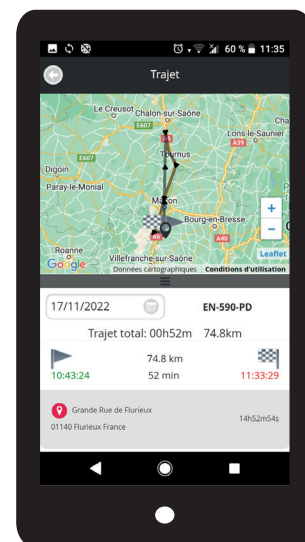 60 % 11:35
Trajet
Le Creusot
Chalon-sur-Saône
E607
Lons-le-Saunier
A39
Tournus
E607
Digoin
Paray-le-Monial
Mâcon
Bourg-en-Bresse
A40
A6
Roanne
Villefranche-sur-Saône
+
−
Leaflet
Google
Données cartographiques Conditions d'utilisation
17/11/2022 EN-590-PD
Trajet total: 00h52m 74.8km
74.8 km
10:43:24 52 min 11:33:29
Grande Rue de Flurieux
01140 Flurieux France
14h52m54s